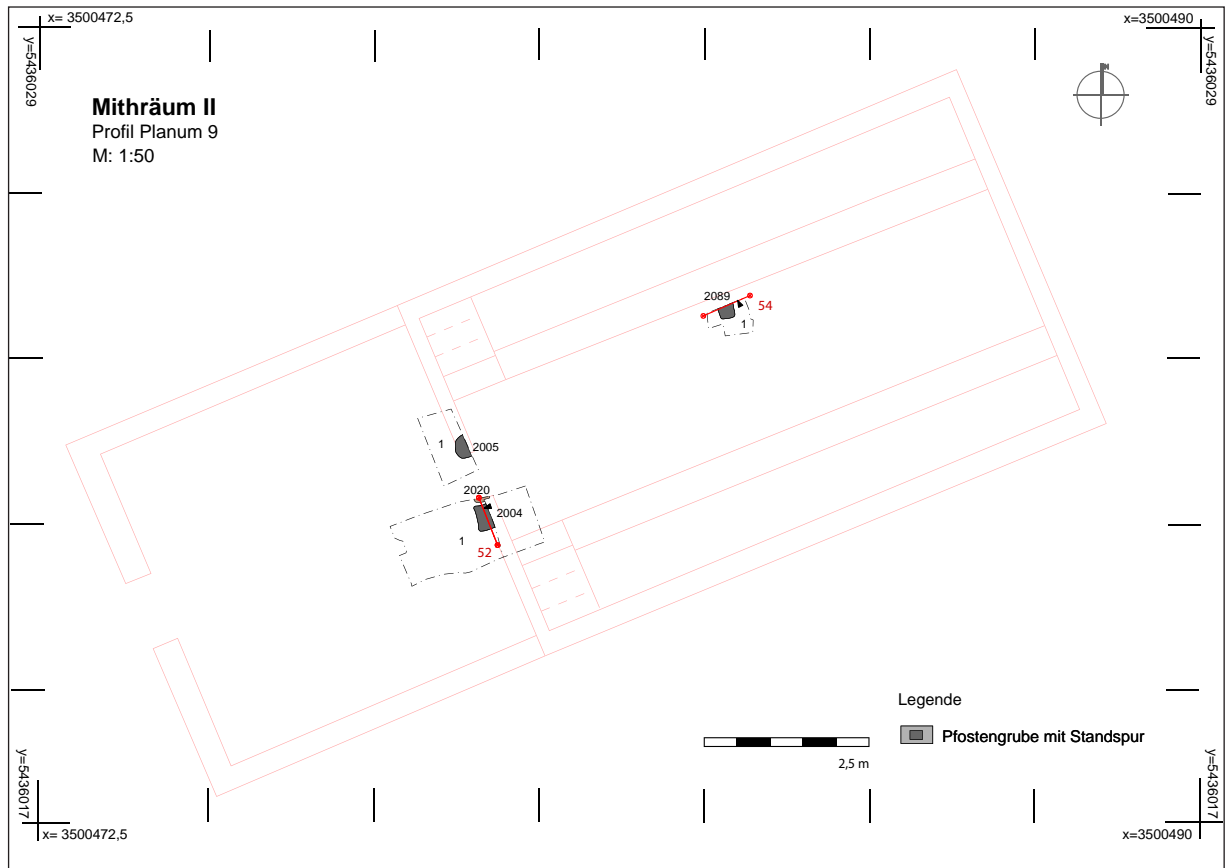 x= 3500472,5
x=3500490
y=5436029
y=5436029
Mithräum II
Profil Planum 9
M: 1:50
N
2089
54
1
1
2005
2020
2004
1
52
Legende
Pfostengrube mit Standspur
2,5 m
y=5436017
y=5436017
x= 3500472,5
x=3500490